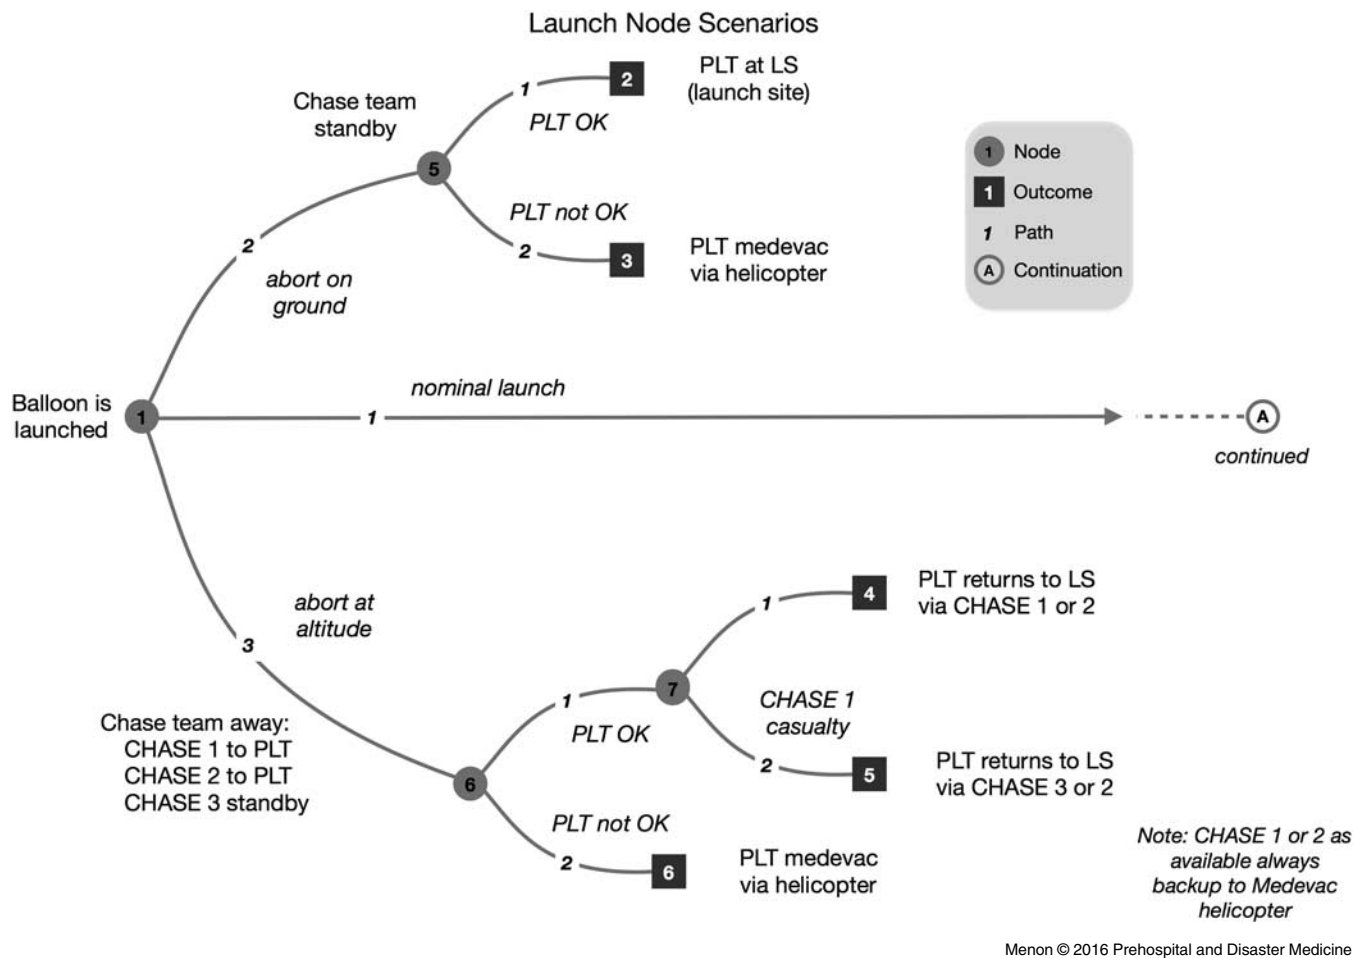 Launch Node Scenarios
PLT at LS
(launch site)
2
1
PLT OK
Chase team
standby
5
PLT not OK
2
3
PLT medevac
via helicopter
2
abort on
ground
1 Node
1 Outcome
1 Path
A Continuation
Balloon is
launched
1
nominal launch
1
A
continued
abort at
altitude
3
Chase team away:
CHASE 1 to PLT
CHASE 2 to PLT
CHASE 3 standby
6
1
PLT OK
7
1
4
PLT returns to LS
via CHASE 1 or 2
CHASE 1
casualty
2
5
PLT returns to LS
via CHASE 3 or 2
PLT not OK
2
6
PLT medevac
via helicopter
Note: CHASE 1 or 2 as
available always
backup to Medevac
helicopter
Menon © 2016 Prehospital and Disaster Medicine